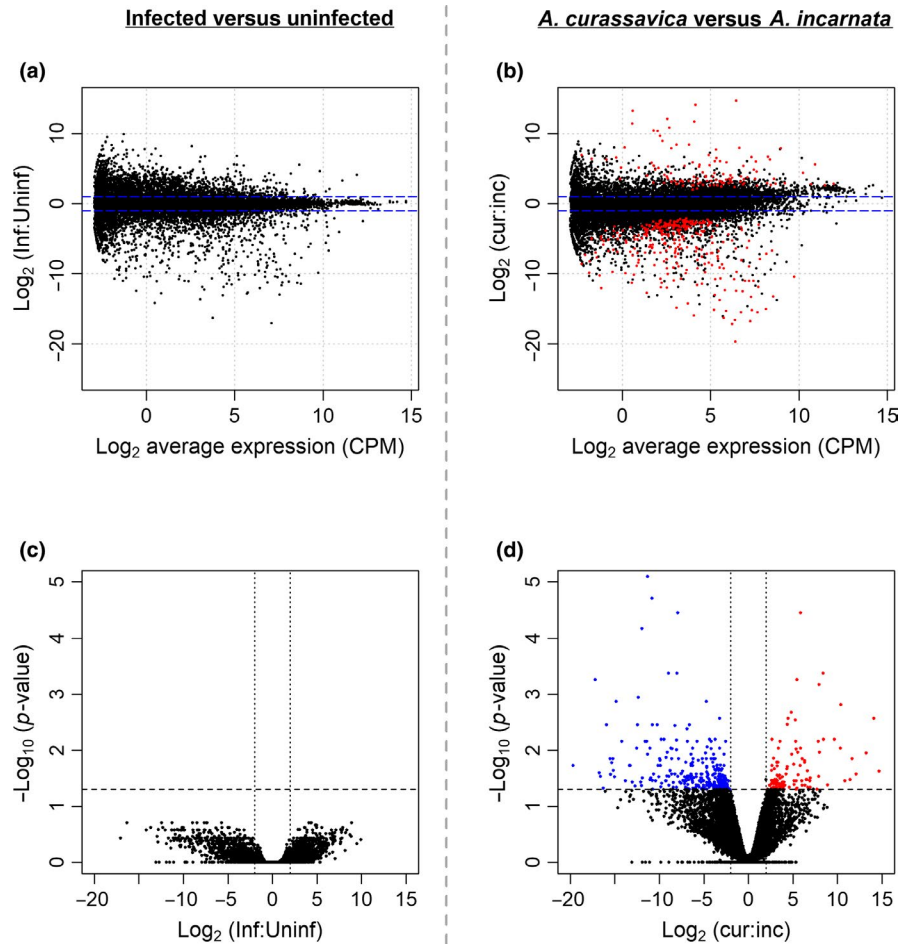 Infected versus uninfected
A. curassavica versus A. incarnata
(a)
10
0
−10
−20
Log₂ (Inf:Uninf)
0 5 10 15
Log₂ average expression (CPM)
(b)
10
0
−10
−20
Log₂ (cur:inc)
0 5 10 15
Log₂ average expression (CPM)
(c)
5
4
3
2
1
0
−Log₁₀ (p-value)
−20 −10 −5 0 5 10
Log₂ (Inf:Uninf)
(d)
5
4
3
2
1
0
−Log₁₀ (p-value)
−20 −10 −5 0 5 10 15
Log₂ (cur:inc)